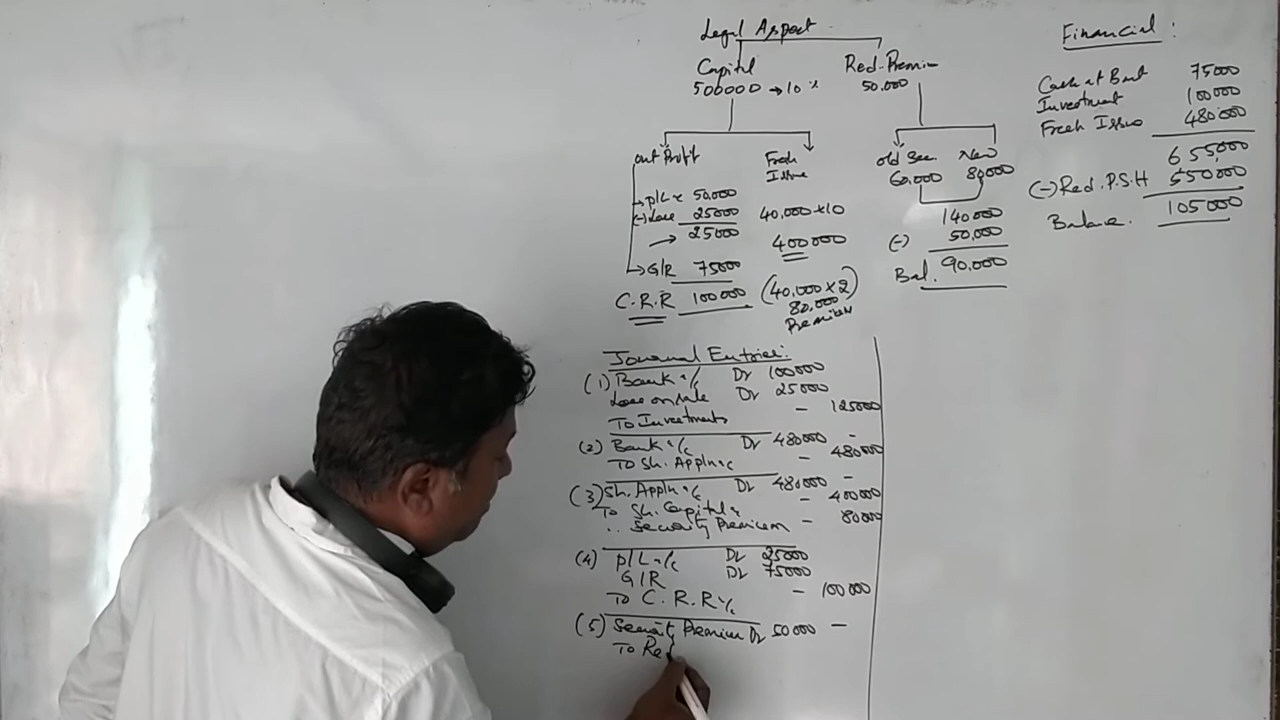 Legal Aspect
Capital
500000 → 10%
Red. Premium
50,000
out Profit
Fresh Issue
P/L 50,000
(-) Loss 25000
→ 25000
→ G/R 75000
C.R.R 100000
40,000×10
400000
(40,000×2)
80,000
Premium
old Sec New
60,000 80,000
140000
(-) 50,000
Bal. 90,000
Financial :
Cash at Bank 75000
Investment 100000
Fresh Issue 480000
655,000
(-) Red. P.S.H 550000
Balance. 105000
Journal Entries:
(1) Bank a/c Dr 100000
Loss on sale Dr 25000
To Investments – 125000
(2) Bank a/c Dr 480000 –
To Sh. Appln a/c – 480000
(3) Sh. Appln a/c Dr 480000 –
To Sh. Capital – 400000
.. Security Premium – 80000
(4) P/L a/c Dr 25000
G/R Dr 75000
To C.R.R a/c – 100000
(5) Security Premium Dr 50000 –
To Re